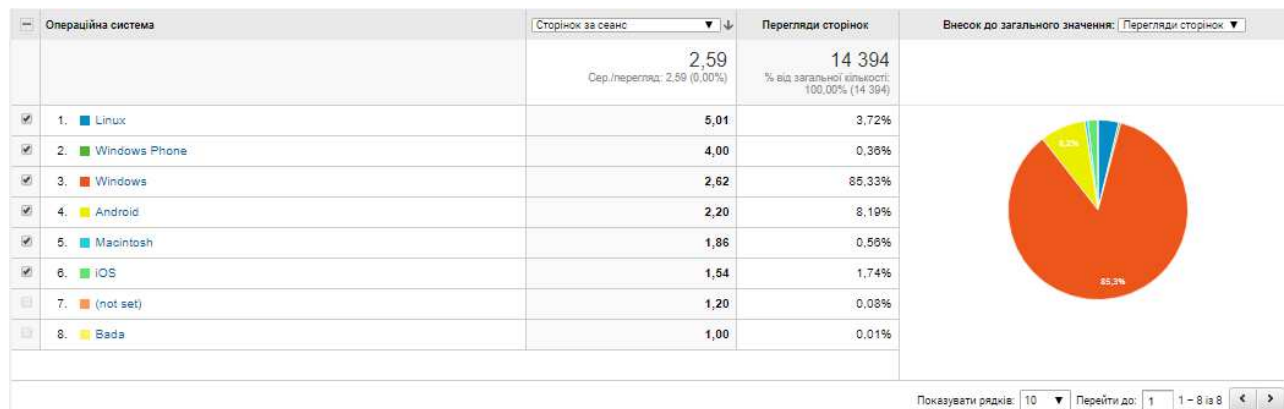 Операційна система Сторінок за сеанс Перегляди сторінок Внесок до загального значення: Перегляди сторінок
2,59 14 394
Сер./перегляд: 2,59 (0,00%) % від загальної кількості:
100,00% (14 394)
1. Linux 5,01 3,72%
2. Windows Phone 4,00 0,36%
3. Windows 2,62 85,33%
4. Android 2,20 8,19%
5. Macintosh 1,86 0,56%
6. iOS 1,54 1,74%
7. (not set) 1,20 0,08%
8. Bada 1,00 0,01%
8,2%
85,3%
Показувати рядків: 10 Перейти до: 1 1 – 8 із 8